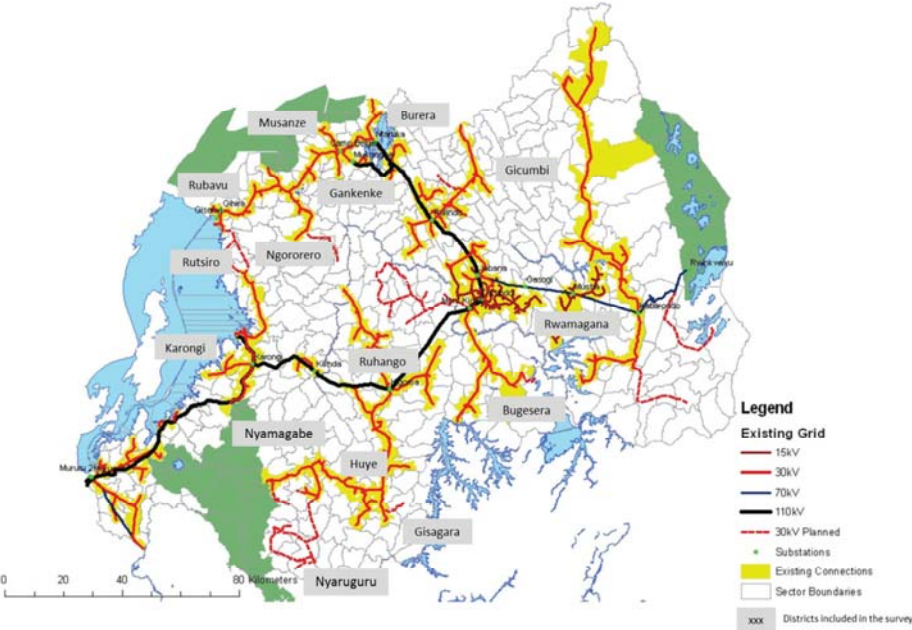 Musanze
Burera
Gicumbi
Rubavu
Gankenke
Rutsiro
Ngororero
Rwamagana
Karongi
Karongi
Kilinda
Ruhango
Bugesera
Nyamagabe
Huye
Gisagara
Nyaruguru
0 20 40 80 Kilometers
Legend
Existing Grid
15kV
30kV
70kV
110kV
30kV Planned
Substations
Existing Connections
Sector Boundaries
xxx Districts included in the survey